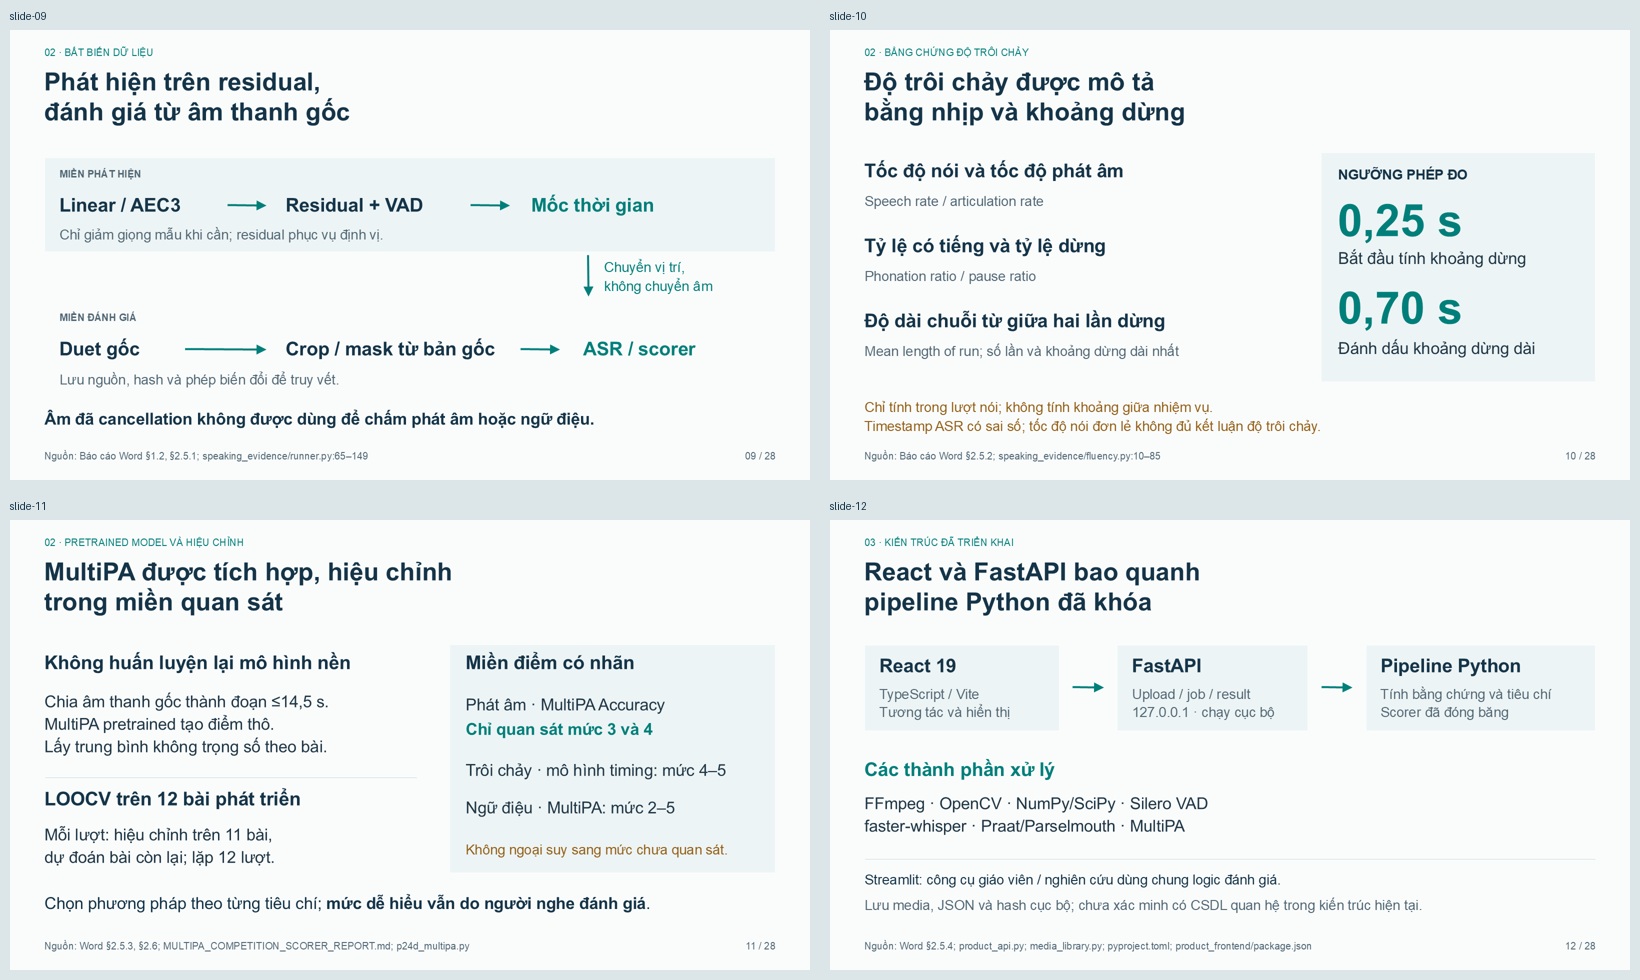 slide-09
02 · BẤT BIẾN DỮ LIỆU
Phát hiện trên residual,
đánh giá từ âm thanh gốc
MIỀN PHÁT HIỆN
Linear / AEC3
Residual + VAD
Mốc thời gian
Chỉ giảm giọng mẫu khi cần; residual phục vụ định vị.
Chuyển vị trí,
không chuyển âm
MIỀN ĐÁNH GIÁ
Duet gốc
Crop / mask từ bản gốc
ASR / scorer
Lưu nguồn, hash và phép biến đổi để truy vết.
Âm đã cancellation không được dùng để chấm phát âm hoặc ngữ điệu.
Nguồn: Báo cáo Word §1.2, §2.5.1; speaking_evidence/runner.py:65–149
09 / 28
slide-10
02 · BẰNG CHỨNG ĐỘ TRÔI CHẢY
Độ trôi chảy được mô tả
bằng nhịp và khoảng dừng
Tốc độ nói và tốc độ phát âm
Speech rate / articulation rate
Tỷ lệ có tiếng và tỷ lệ dừng
Phonation ratio / pause ratio
Độ dài chuỗi từ giữa hai lần dừng
Mean length of run; số lần và khoảng dừng dài nhất
NGƯỠNG PHÉP ĐO
0,25 s
Bắt đầu tính khoảng dừng
0,70 s
Đánh dấu khoảng dừng dài
Chỉ tính trong lượt nói; không tính khoảng giữa nhiệm vụ.
Timestamp ASR có sai số; tốc độ nói đơn lẻ không đủ kết luận độ trôi chảy.
Nguồn: Báo cáo Word §2.5.2; speaking_evidence/fluency.py:10–85
10 / 28
slide-11
02 · PRETRAINED MODEL VÀ HIỆU CHỈNH
MultiPA được tích hợp, hiệu chỉnh
trong miền quan sát
Không huấn luyện lại mô hình nền
Chia âm thanh gốc thành đoạn ≤14,5 s.
MultiPA pretrained tạo điểm thô.
Lấy trung bình không trọng số theo bài.
LOOCV trên 12 bài phát triển
Mỗi lượt: hiệu chỉnh trên 11 bài,
dự đoán bài còn lại; lặp 12 lượt.
Miền điểm có nhãn
Phát âm · MultiPA Accuracy
Chỉ quan sát mức 3 và 4
Trôi chảy · mô hình timing: mức 4–5
Ngữ điệu · MultiPA: mức 2–5
Không ngoại suy sang mức chưa quan sát.
Chọn phương pháp theo từng tiêu chí; mức dễ hiểu vẫn do người nghe đánh giá.
Nguồn: Word §2.5.3, §2.6; MULTIPA_COMPETITION_SCORER_REPORT.md; p24d_multipa.py
11 / 28
slide-12
03 · KIẾN TRÚC ĐÃ TRIỂN KHAI
React và FastAPI bao quanh
pipeline Python đã khóa
React 19
TypeScript / Vite
Tương tác và hiển thị
FastAPI
Upload / job / result
127.0.0.1 · chạy cục bộ
Pipeline Python
Tính bằng chứng và tiêu chí
Scorer đã đóng băng
Các thành phần xử lý
FFmpeg · OpenCV · NumPy/SciPy · Silero VAD
faster-whisper · Praat/Parselmouth · MultiPA
Streamlit: công cụ giáo viên / nghiên cứu dùng chung logic đánh giá.
Lưu media, JSON và hash cục bộ; chưa xác minh có CSDL quan hệ trong kiến trúc hiện tại.
Nguồn: Word §2.5.4; product_api.py; media_library.py; pyproject.toml; product_frontend/package.json
12 / 28